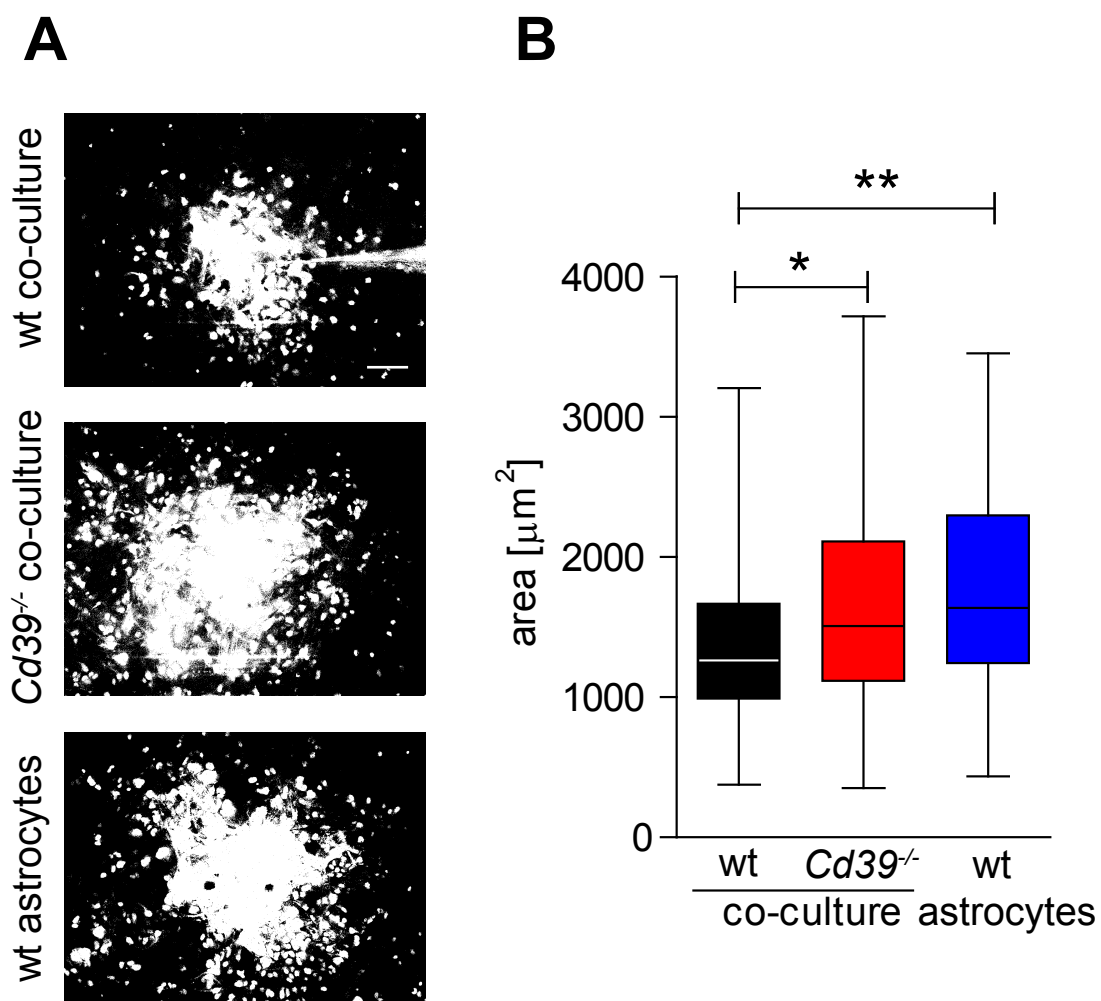 A
B
wt co-culture
Cd39-/- co-culture
wt astrocytes
**
*
4000
3000
2000
1000
0
area [μm2]
wt
Cd39-/-
wt
co-culture
astrocytes